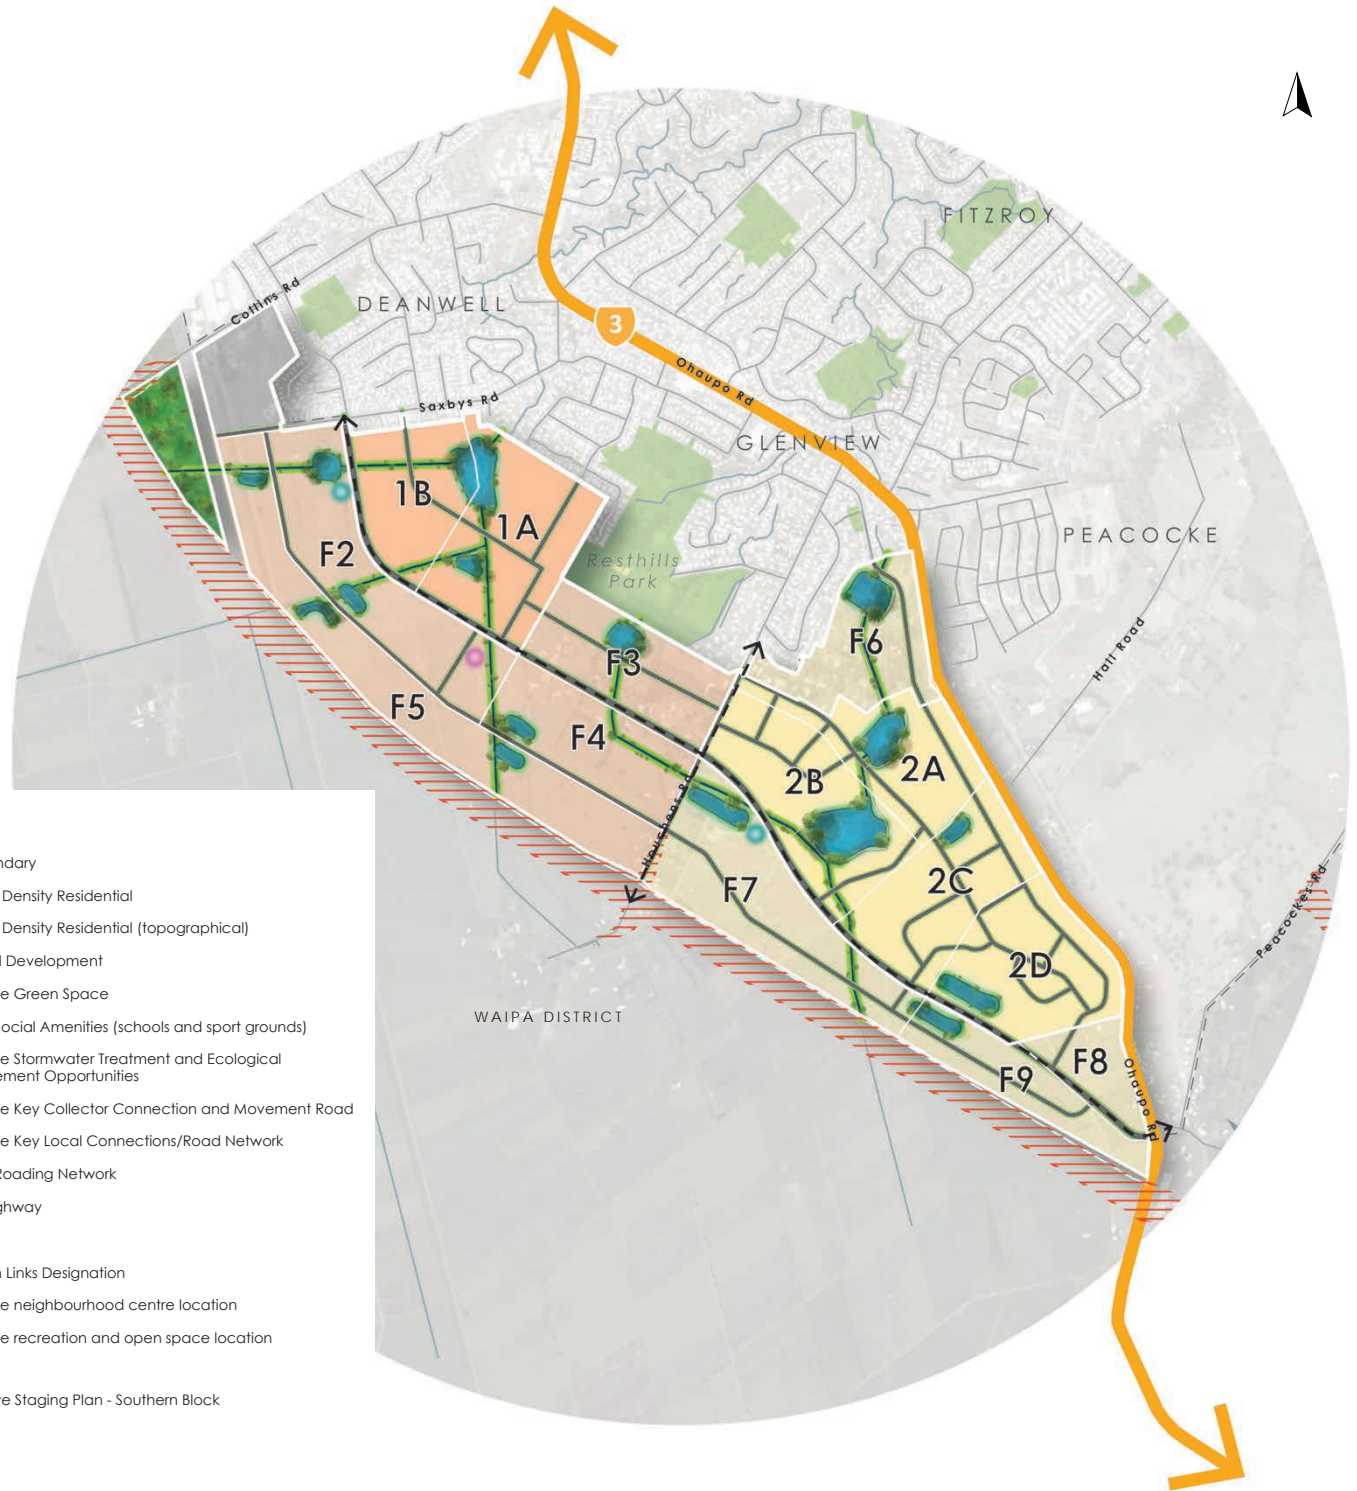 FITZROY
Collins Rd
DEANWELL
3
Ohaupo Rd
Saxbys Rd
GLENVIEW
1B
1A
PEACOCKE
F2
Resthills
Park
F6
Hall Road
F3
F5
F4
2A
2B
Houchens Rd
F7
2C
Peacockes Rd
2D
WAIPA DISTRICT
F8
F9
Ohaupo Rd
ndary
Density Residential
Density Residential (topographical)
l Development
e Green Space
ocial Amenities (schools and sport grounds)
e Stormwater Treatment and Ecological
ement Opportunities
e Key Collector Connection and Movement Road
e Key Local Connections/Road Network
Roading Network
ghway
n Links Designation
e neighbourhood centre location
e recreation and open space location
ve Staging Plan - Southern Block